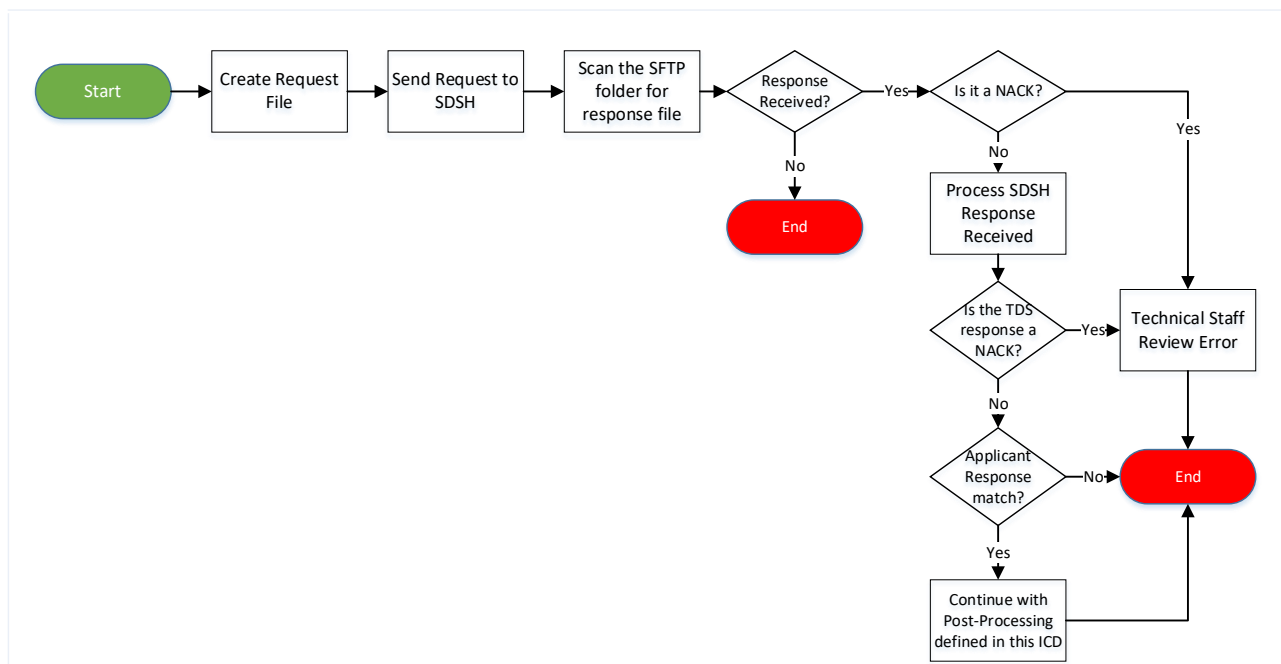 Start
Create Request
File
Send Request to
SDSH
Scan the SFTP
folder for
response file
Response
Received?
Yes
Is it a NACK?
Yes
No
End
No
Process SDSH
Response
Received
Is the TDS
response a
NACK?
Yes
Technical Staff
Review Error
No
Applicant
Response
match?
No
End
Yes
Continue with
Post-Processing
defined in this ICD